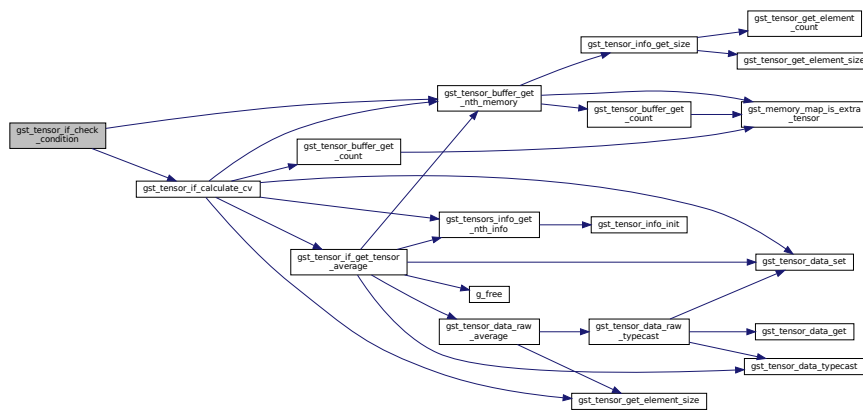 gst_tensor_if_check
_condition
gst_tensor_buffer_get
_nth_memory
gst_tensor_if_calculate_cv
gst_tensor_info_get_size
gst_tensor_get_element
_count
gst_tensor_get_element_size
gst_tensor_buffer_get
_count
gst_memory_map_is_extra
_tensor
gst_tensor_buffer_get
_count
gst_tensors_info_get
_nth_info
gst_tensor_info_init
gst_tensor_if_get_tensor
_average
gst_tensor_data_set
g_free
gst_tensor_data_raw
_average
gst_tensor_data_raw
_typecast
gst_tensor_data_get
gst_tensor_data_typecast
gst_tensor_get_element_size